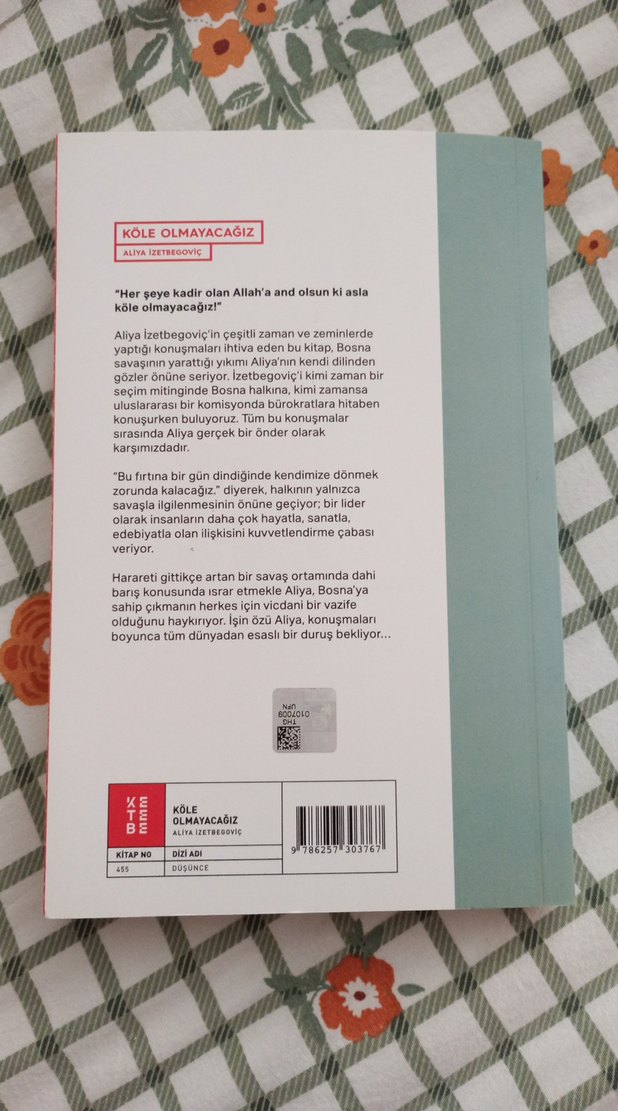 KÖLE OLMAYACAĞIZ
ALİYA İZETBEGOVİÇ
“Her şeye kadir olan Allah’a and olsun ki asla
köle olmayacağız!”
Aliya İzetbegoviç’in çeşitli zaman ve zeminlerde
yaptığı konuşmaları ihtiva eden bu kitap, Bosna
savaşının yarattığı yıkımı Aliya’nın kendi dilinden
gözler önüne seriyor. İzetbegoviç’i kimi zaman bir
seçim mitinginde Bosna halkına, kimi zamansa
uluslararası bir komisyonda bürokratlara hitaben
konuşurken buluyoruz. Tüm bu konuşmalar
sırasında Aliya gerçek bir önder olarak
karşımızdadır.
“Bu fırtına bir gün dindiğinde kendimize dönmek
zorunda kalacağız.” diyerek, halkının yalnızca
savaşla ilgilenmesinin önüne geçiyor; bir lider
olarak insanların daha çok hayatla, sanatla,
edebiyatla olan ilişkisini kuvvetlendirme çabası
veriyor.
Harareti gittikçe artan bir savaş ortamında dahi
barış konusunda ısrar etmekle Aliya, Bosna’ya
sahip çıkmanın herkes için vicdani bir vazife
olduğunu haykırıyor. İşin özü Aliya, konuşmaları
boyunca tüm dünyadan esaslı bir duruş bekliyor...
THG
0107009
UFN
KETEBE
KÖLE
OLMAYACAĞIZ
ALİYA İZETBEGOVİÇ
KİTAP NO
DİZİ ADI
455
DÜŞÜNCE
9 786257 303767